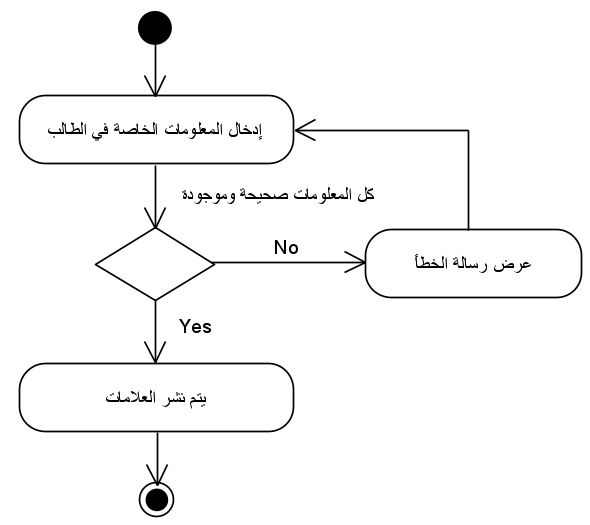 إدخال المعلومات الخاصة في الطالب
كل المعلومات صحيحة وموجودة
No
عرض رسالة الخطأ
Yes
يتم نشر العلامات